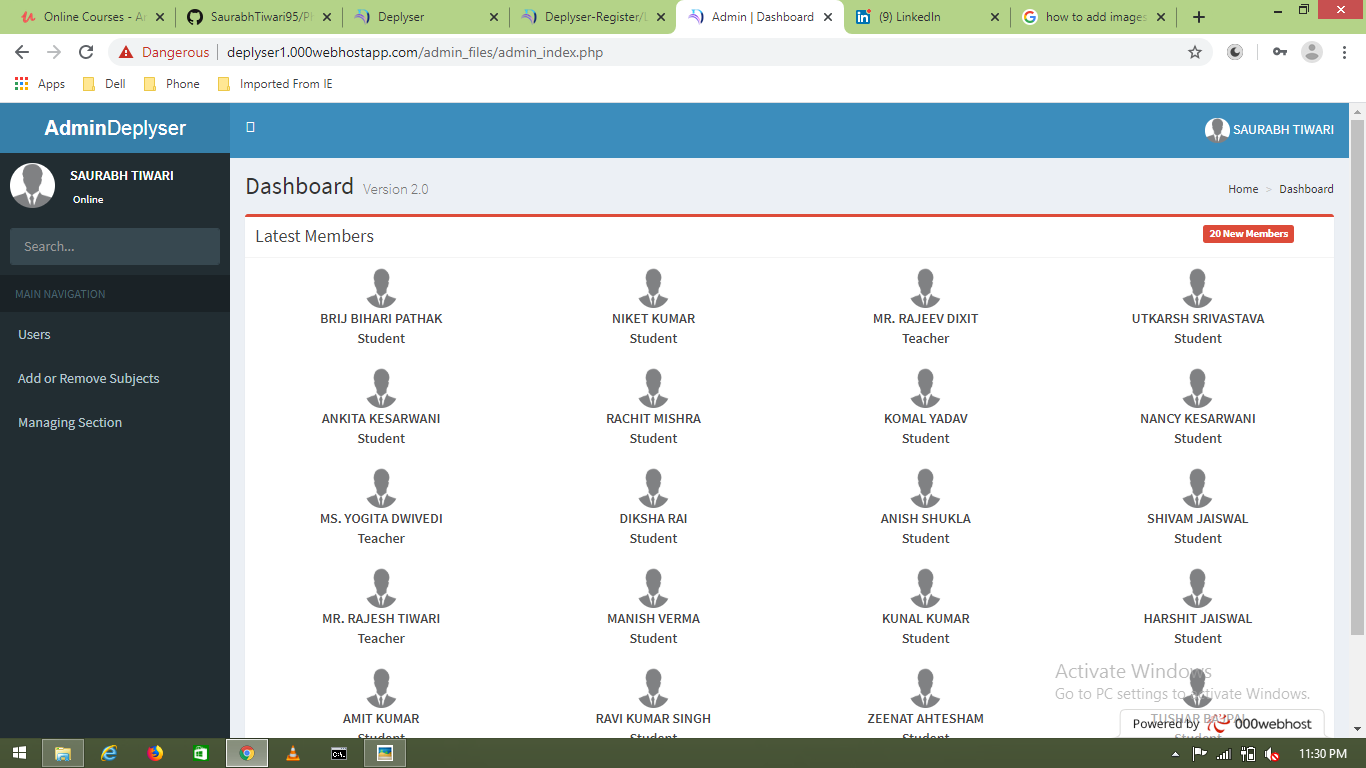 Online Courses - Ar
SaurabhTiwari95/Ph
Deplyser
Deplyser-Register/L
Admin | Dashboard
(9) LinkedIn
how to add images
Dangerous
deplyser1.000webhostapp.com/admin_files/admin_index.php
Apps
Dell
Phone
Imported From IE
AdminDeplyser
SAURABH TIWARI
SAURABH TIWARI
Online
Search...
MAIN NAVIGATION
Users
Add or Remove Subjects
Managing Section
Dashboard Version 2.0
Home > Dashboard
Latest Members
20 New Members
BRIJ BIHARI PATHAK
Student
NIKET KUMAR
Student
MR. RAJEEV DIXIT
Teacher
UTKARSH SRIVASTAVA
Student
ANKITA KESARWANI
Student
RACHIT MISHRA
Student
KOMAL YADAV
Student
NANCY KESARWANI
Student
MS. YOGITA DWIVEDI
Teacher
DIKSHA RAI
Student
ANISH SHUKLA
Student
SHIVAM JAISWAL
Student
MR. RAJESH TIWARI
Teacher
MANISH VERMA
Student
KUNAL KUMAR
Student
HARSHIT JAISWAL
Student
AMIT KUMAR
Student
RAVI KUMAR SINGH
Student
ZEENAT AHTESHAM
Student
TUSHAR
Activate Windows
Go to PC settings to activate Windows.
Powered by 000webhost
11:30 PM